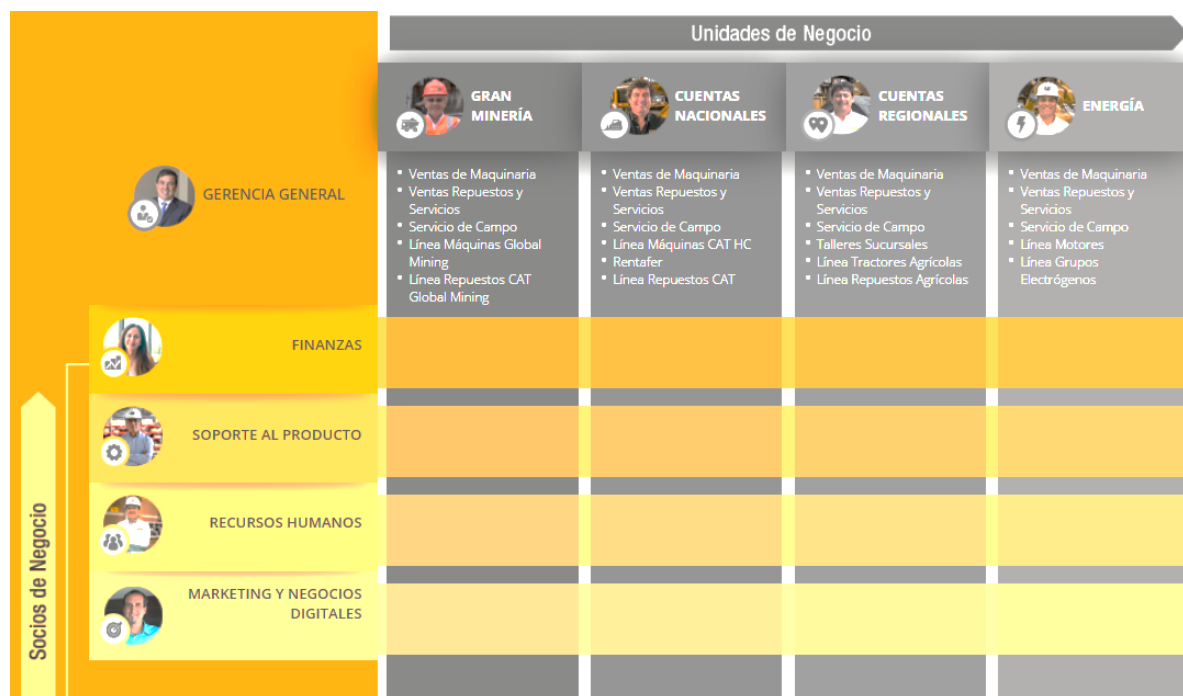 Unidades de Negocio
GRAN
MINERÍA
CUENTAS
NACIONALES
CUENTAS
REGIONALES
ENERGÍA
GERENCIA GENERAL
▪ Ventas de Maquinaria
▪ Ventas Repuestos y
Servicios
▪ Servicio de Campo
▪ Línea Máquinas Global
Mining
▪ Línea Repuestos CAT
Global Mining
▪ Ventas de Maquinaria
▪ Ventas Repuestos y
Servicios
▪ Servicio de Campo
▪ Línea Máquinas CAT HC
▪ Rentafer
▪ Línea Repuestos CAT
▪ Ventas de Maquinaria
▪ Ventas Repuestos y
Servicios
▪ Servicio de Campo
▪ Talleres Sucursales
▪ Línea Tractores Agrícolas
▪ Línea Repuestos Agrícolas
▪ Ventas de Maquinaria
▪ Ventas Repuestos y
Servicios
▪ Servicio de Campo
▪ Línea Motores
▪ Línea Grupos
Electrógenos
Socios de Negocio
FINANZAS
SOPORTE AL PRODUCTO
RECURSOS HUMANOS
MARKETING Y NEGOCIOS
DIGITALES